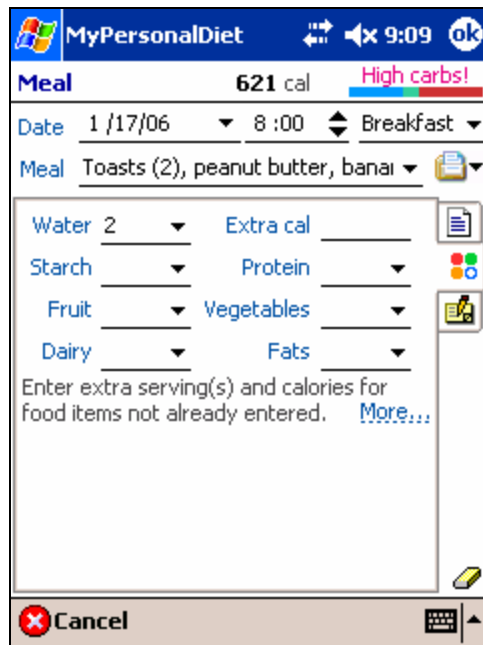 MyPersonalDiet 9:09 ok
Meal 621 cal High carbs!
Date 1 /17/06 8 :00 Breakfast
Meal Toasts (2), peanut butter,
Water 2 Extra cal
Starch Protein
Fruit Vegetables
Dairy Fats
Enter extra serving(s) and calories for
food items not already entered. More...
Cancel